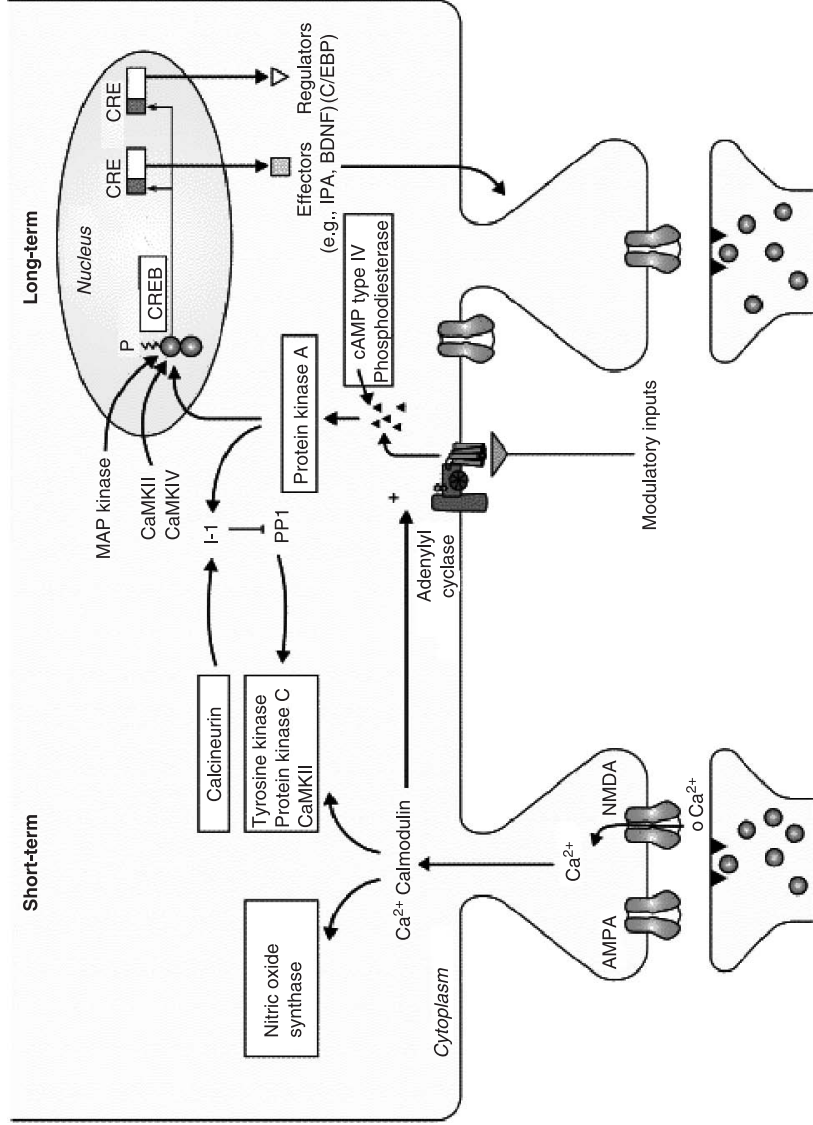 Short-term
Long-term
Nucleus
CRE
CRE
P
CREB
MAP kinase
CaMKII
CaMKIV
I-1
PP1
Effectors
(e.g., IPA, BDNF)
Regulators
(C/EBP)
Protein kinase A
cAMP type IV
Phosphodiesterase
Calcineurin
Tyrosine kinase
Protein kinase C
CaMKII
Nitric oxide
synthase
Ca2+ Calmodulin
+
Adenylyl
cyclase
Cytoplasm
Modulatory inputs
Ca2+
AMPA
NMDA
o Ca2+